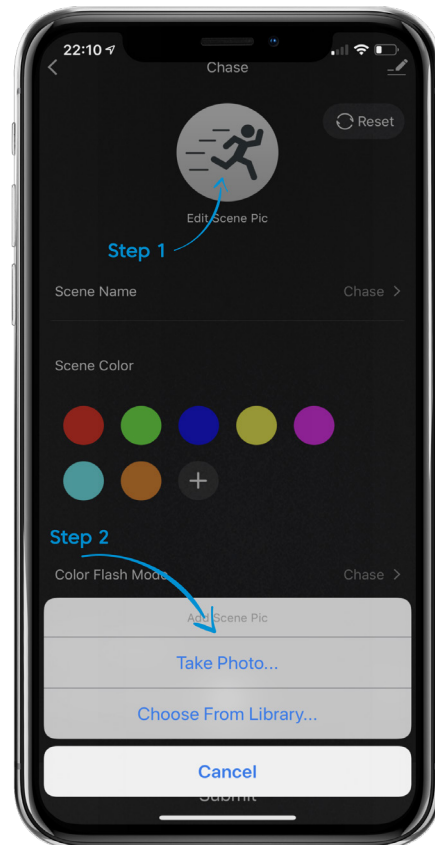 22:10
Chase
Reset
Edit Scene Pic
Step 1
Scene Name
Chase
Scene Color
+
Step 2
Color Flash Mode
Chase
Add Scene Pic
Take Photo...
Choose From Library...
Cancel
Submit